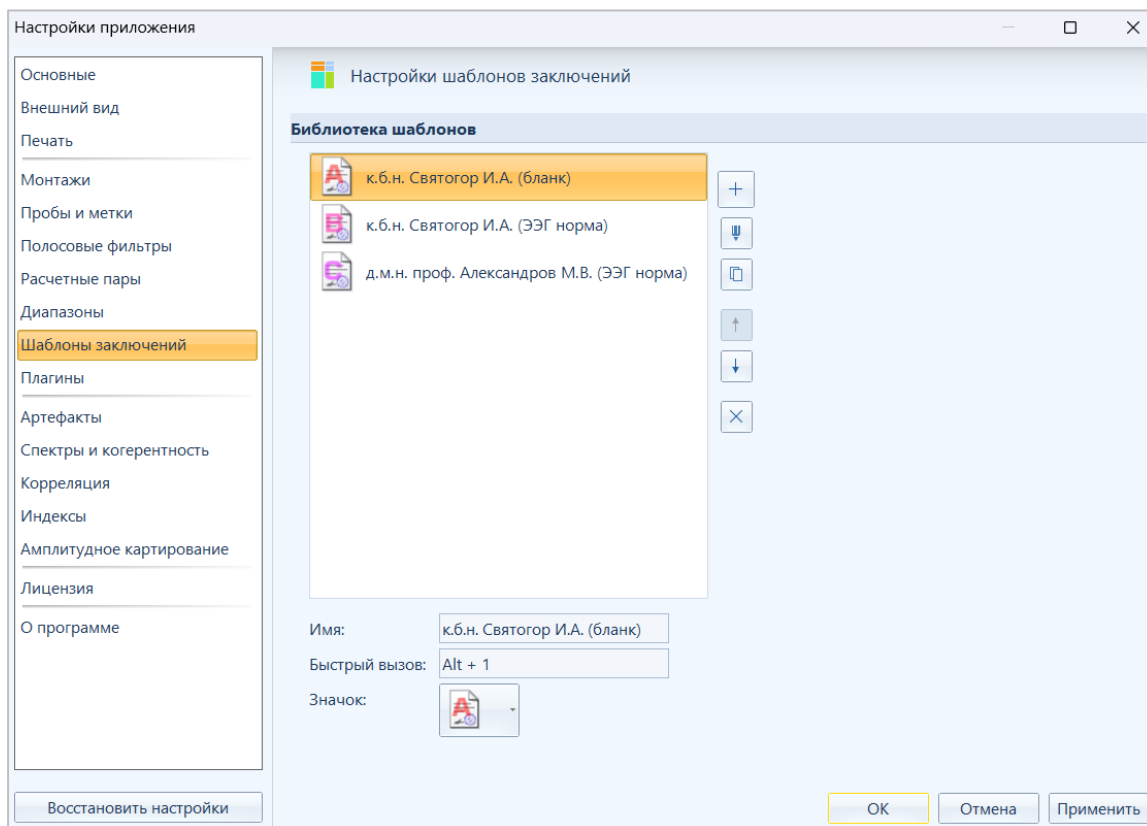 Настройки приложения
Основные
Внешний вид
Печать
Монтажи
Пробы и метки
Полосовые фильтры
Расчетные пары
Диапазоны
Шаблоны заключений
Плагины
Артефакты
Спектры и когерентность
Корреляция
Индексы
Амплитудное картирование
Лицензия
О программе
Восстановить настройки
Настройки шаблонов заключений
Библиотека шаблонов
A к.б.н. Святогор И.А. (бланк)
B к.б.н. Святогор И.А. (ЭЭГ норма)
C д.м.н. проф. Александров М.В. (ЭЭГ норма)
Имя: к.б.н. Святогор И.А. (бланк)
Быстрый вызов: Alt + 1
Значок: A
OK Отмена Применить